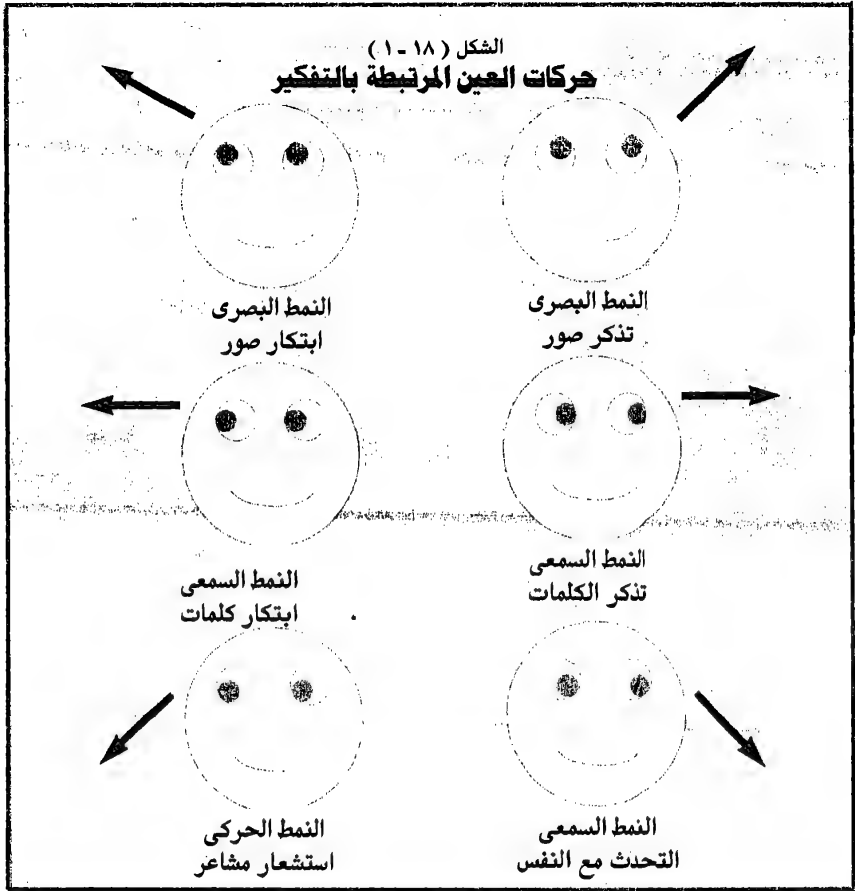 الشكل ( ١٨ - ١ )
حركات العين المرتبطة بالتفكير
النمط البصرى
تذكر صور
النمط البصرى
ابتكار صور
النمط السمعى
تذكر الكلمات
النمط السمعى
ابتكار كلمات
النمط السمعى
التحدث مع النفس
النمط الحركى
استشعار مشاعر